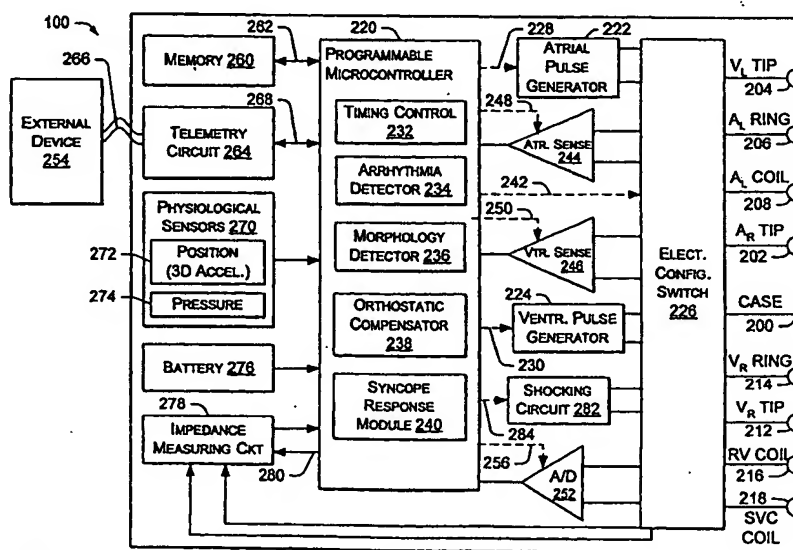 100
266
EXTERNAL
DEVICE
254
MEMORY 260
262
TELEMETRY
CIRCUIT
264
268
PHYSIOLOGICAL
SENSORS 270
272
POSITION
(3D ACCEL.)
274
PRESSURE
BATTERY 276
278
IMPEDANCE
MEASURING CKT
280
220
PROGRAMMABLE
MICROCONTROLLER
TIMING CONTROL
232
ARRHYTHMIA
DETECTOR 234
MORPHOLOGY
DETECTOR 236
ORTHOSTATIC
COMPENSATOR
238
SYNCOPE
RESPONSE
MODULE 240
228
222
ATRIAL
PULSE
GENERATOR
248
ATR. SENSE
244
242
250
VTR. SENSE
246
224
VENTR. PULSE
GENERATOR
230
SHOCKING
CIRCUIT 282
284
256
A/D
252
ELECT.
CONFIG.
SWITCH
226
VL TIP
204
AL RING
206
AL COIL
208
AR TIP
202
CASE
200
VR RING
214
VR TIP
212
RV COIL
216
218
SVC
COIL